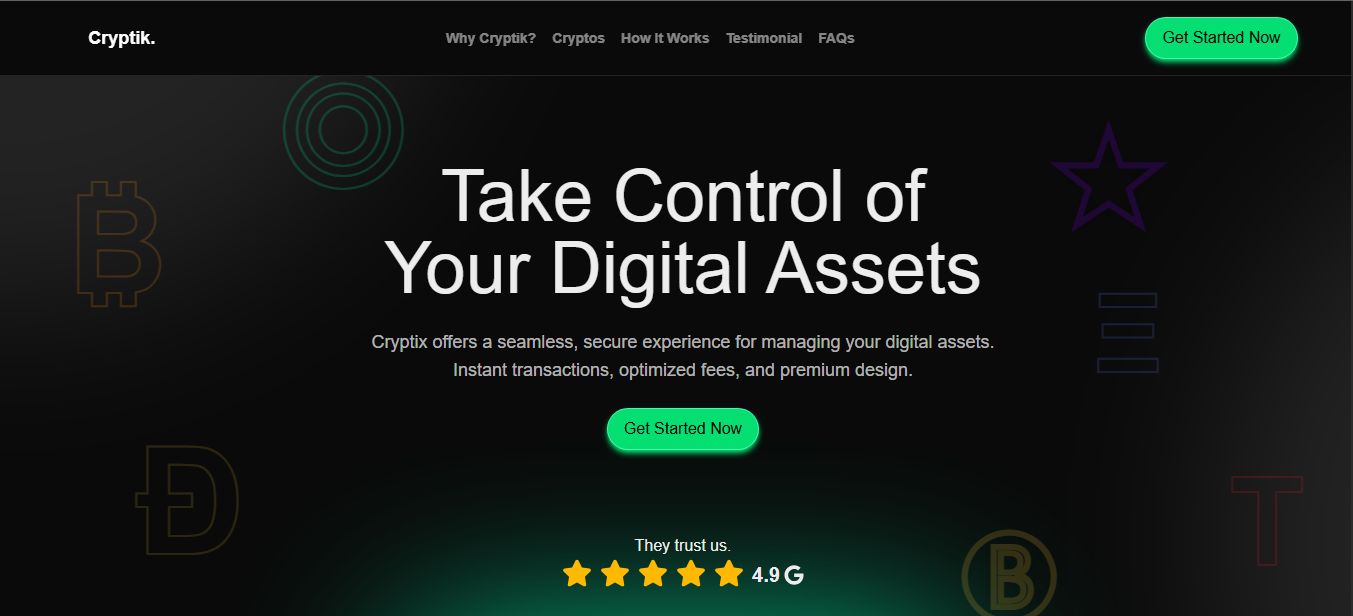 Cryptik.
Why Cryptik? Cryptos How It Works Testimonial FAQs
Get Started Now
Take Control of
Your Digital Assets
Cryptix offers a seamless, secure experience for managing your digital assets.
Instant transactions, optimized fees, and premium design.
Get Started Now
They trust us.
4.9 G